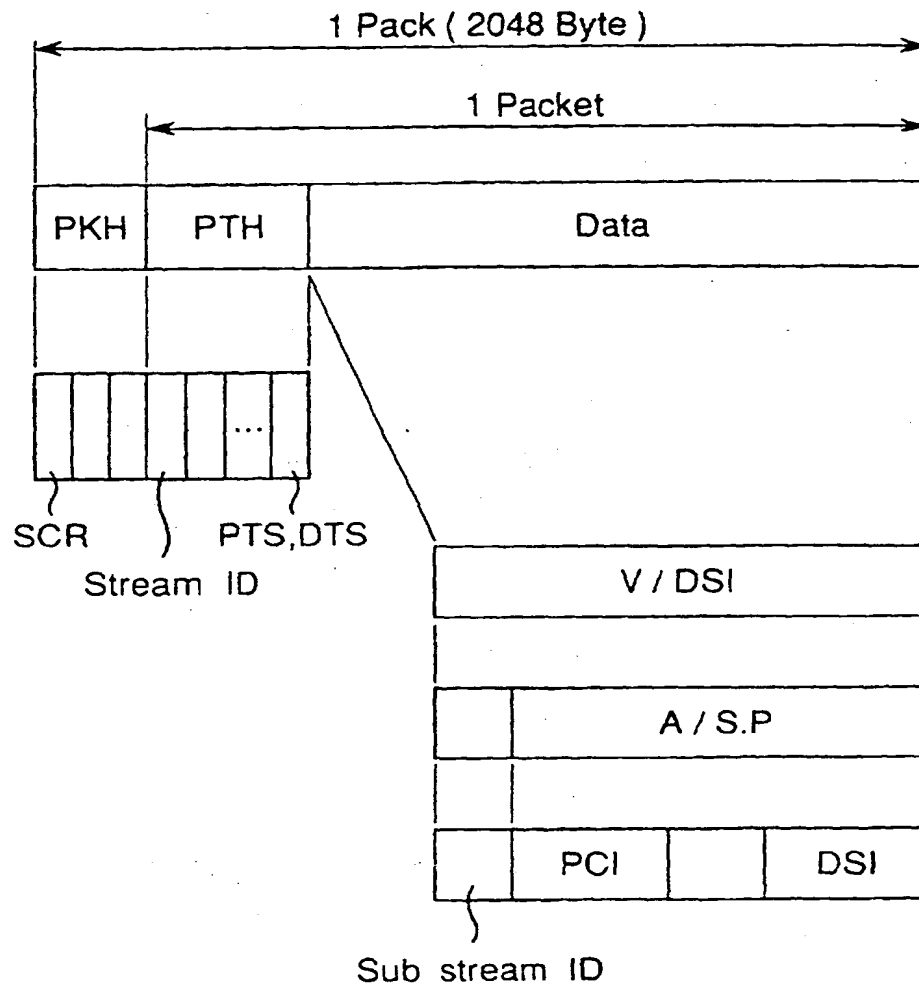 1 Pack ( 2048 Byte )
1 Packet
PKH PTH Data
...
SCR PTS,DTS
Stream ID
V / DSI
A / S.P
PCI DSI
Sub stream ID